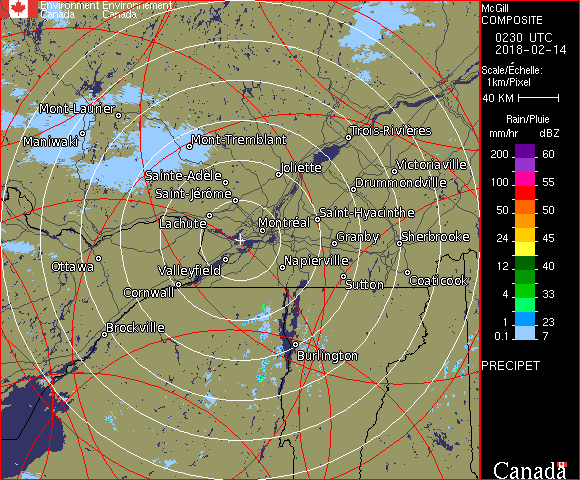 Environment Environnement
Canada Canada
McGill
COMPOSITE
0230 UTC
2018-02-14
Scale/Échelle:
1km/Pixel
40 KM
Rain/Pluie
mm/hr dBZ
200 60
100 55
50 50
24 45
12 40
4 33
1 23
0.1 7
PRECIPET
Canada
Mont-Laurier
Maniwaki
Mont-Tremblant
Trois-Rivières
Joliette
Victoriaville
Sainte-Adèle
Drummondville
Saint-Jérôme
Lachute
Saint-Hyacinthe
Montréal
Granby
Sherbrooke
Ottawa
Valleyfield
Napierville
Cornwall
Sutton
Coaticook
Brockville
Burlington